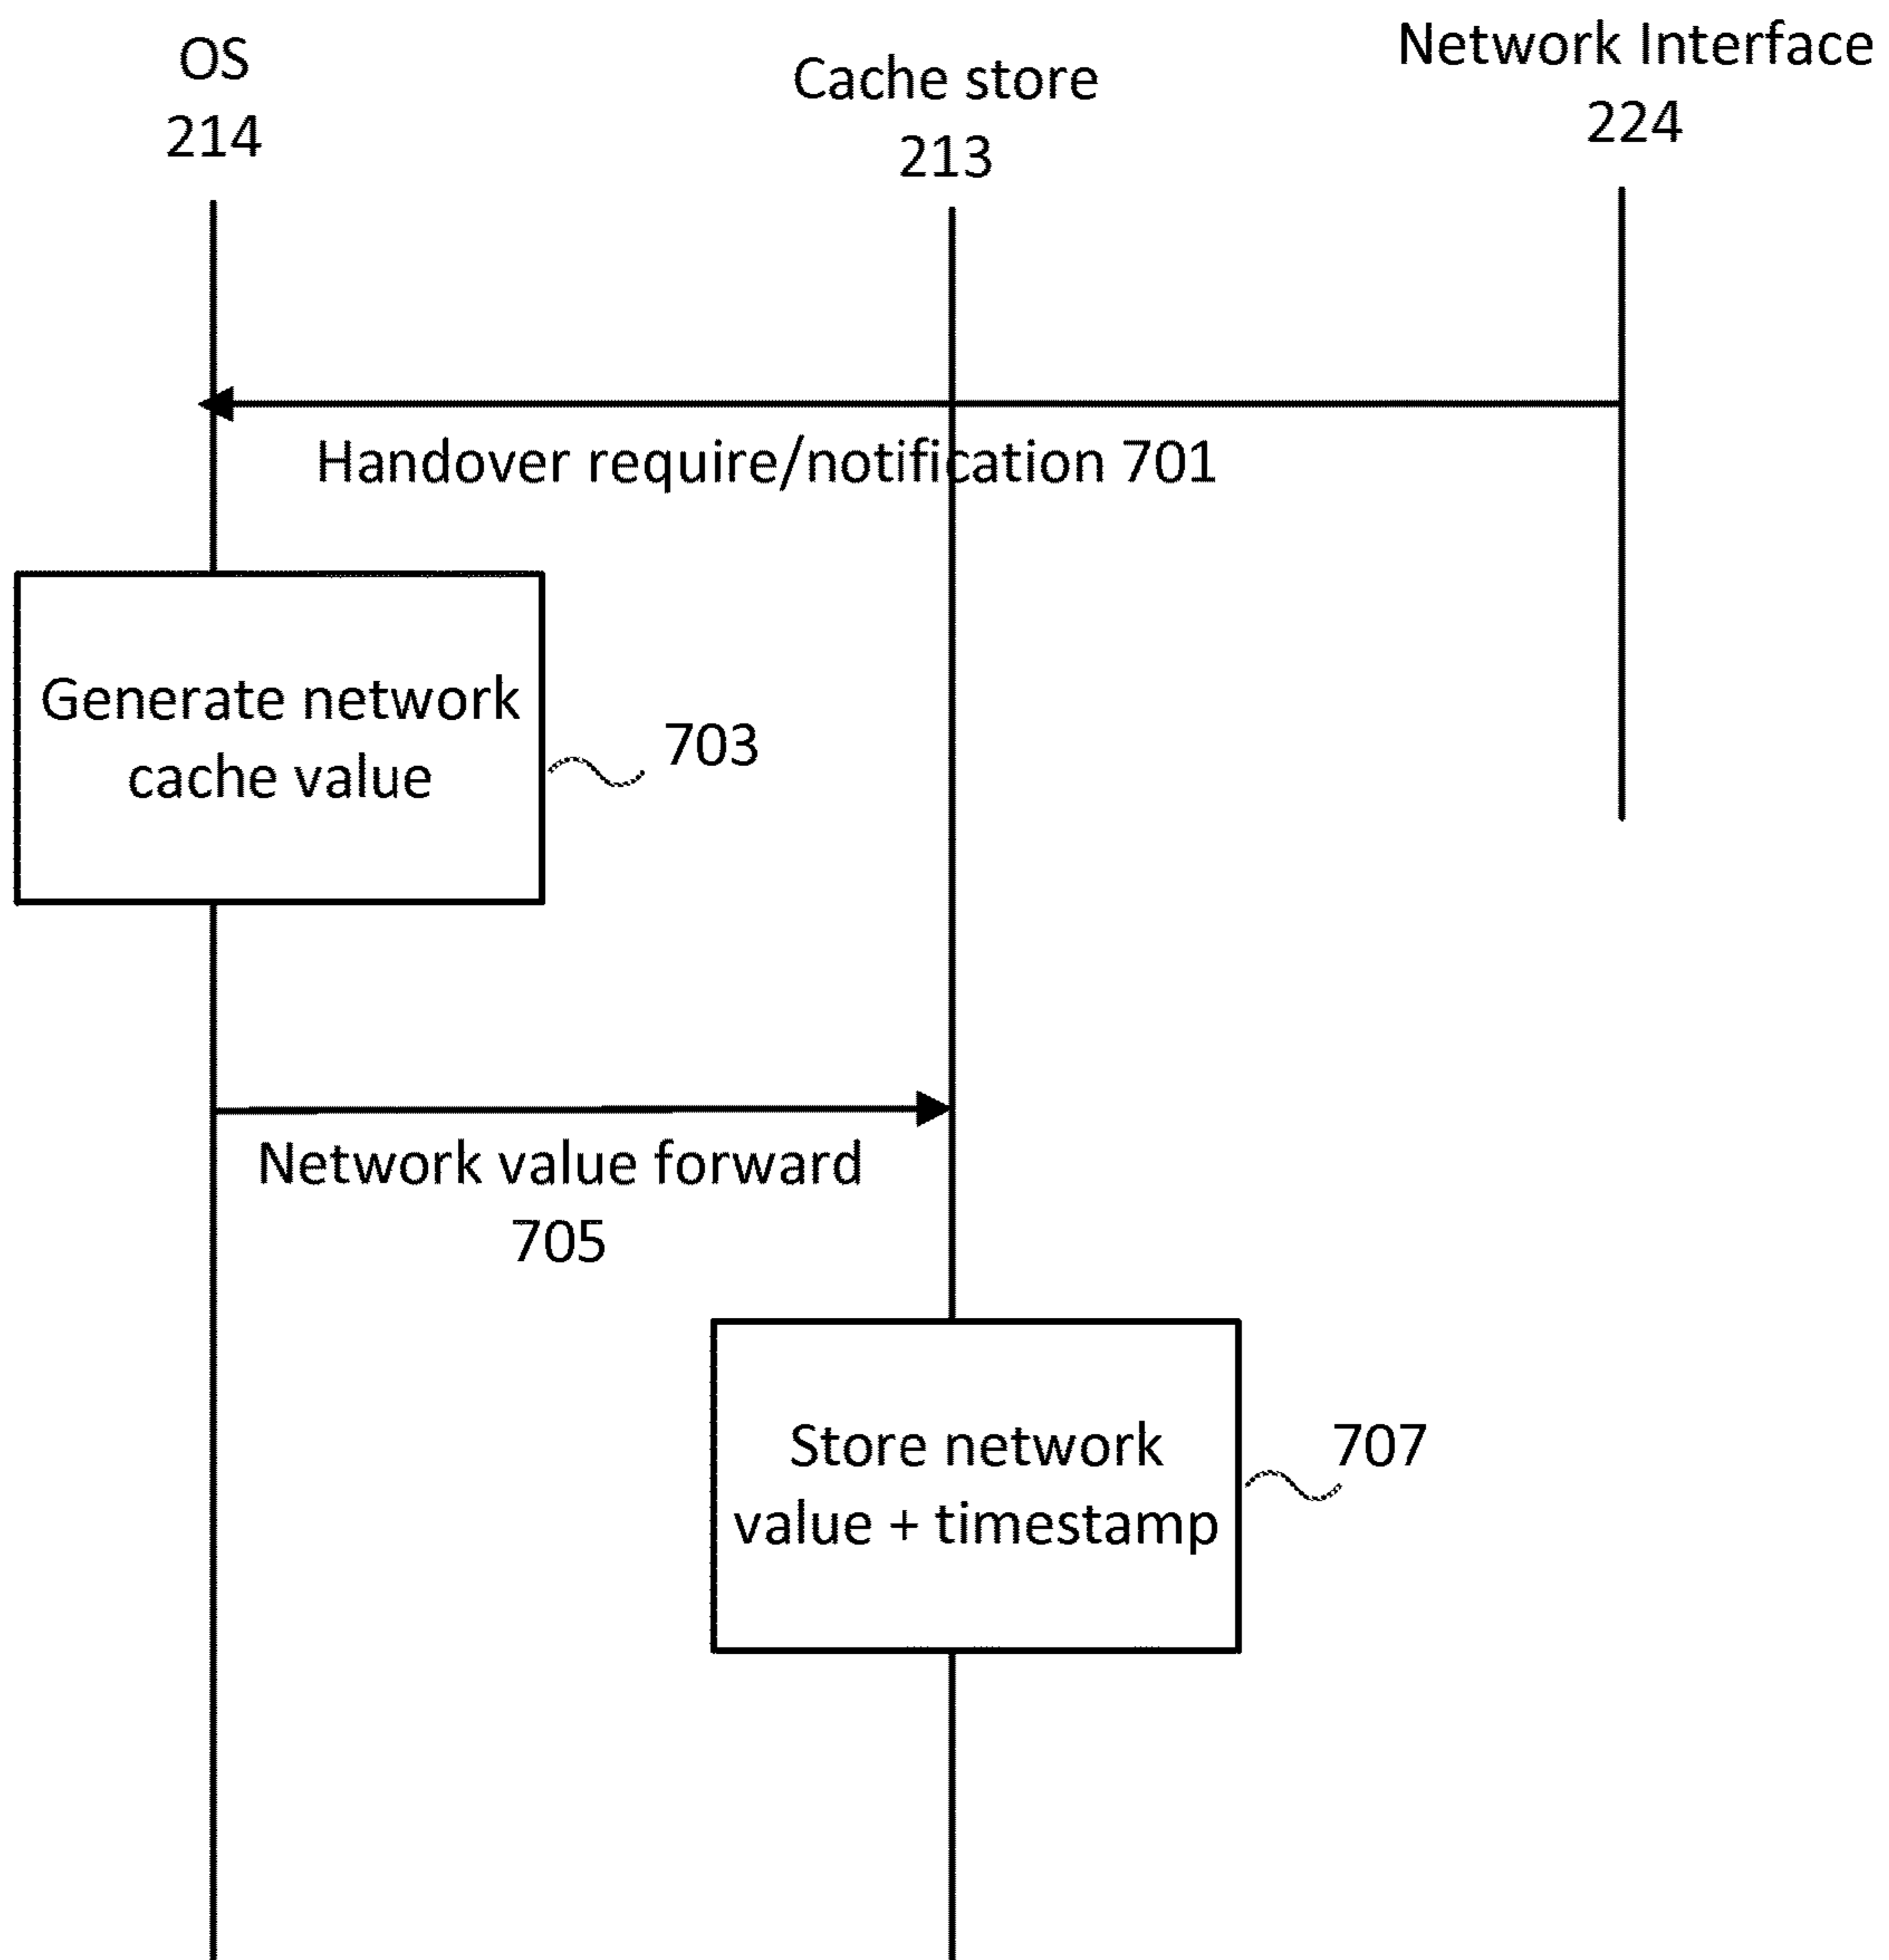 OS
214
Cache store
213
Network Interface
224
Handover require/notification 701
Generate network
cache value
703
Network value forward
705
Store network
value + timestamp
707